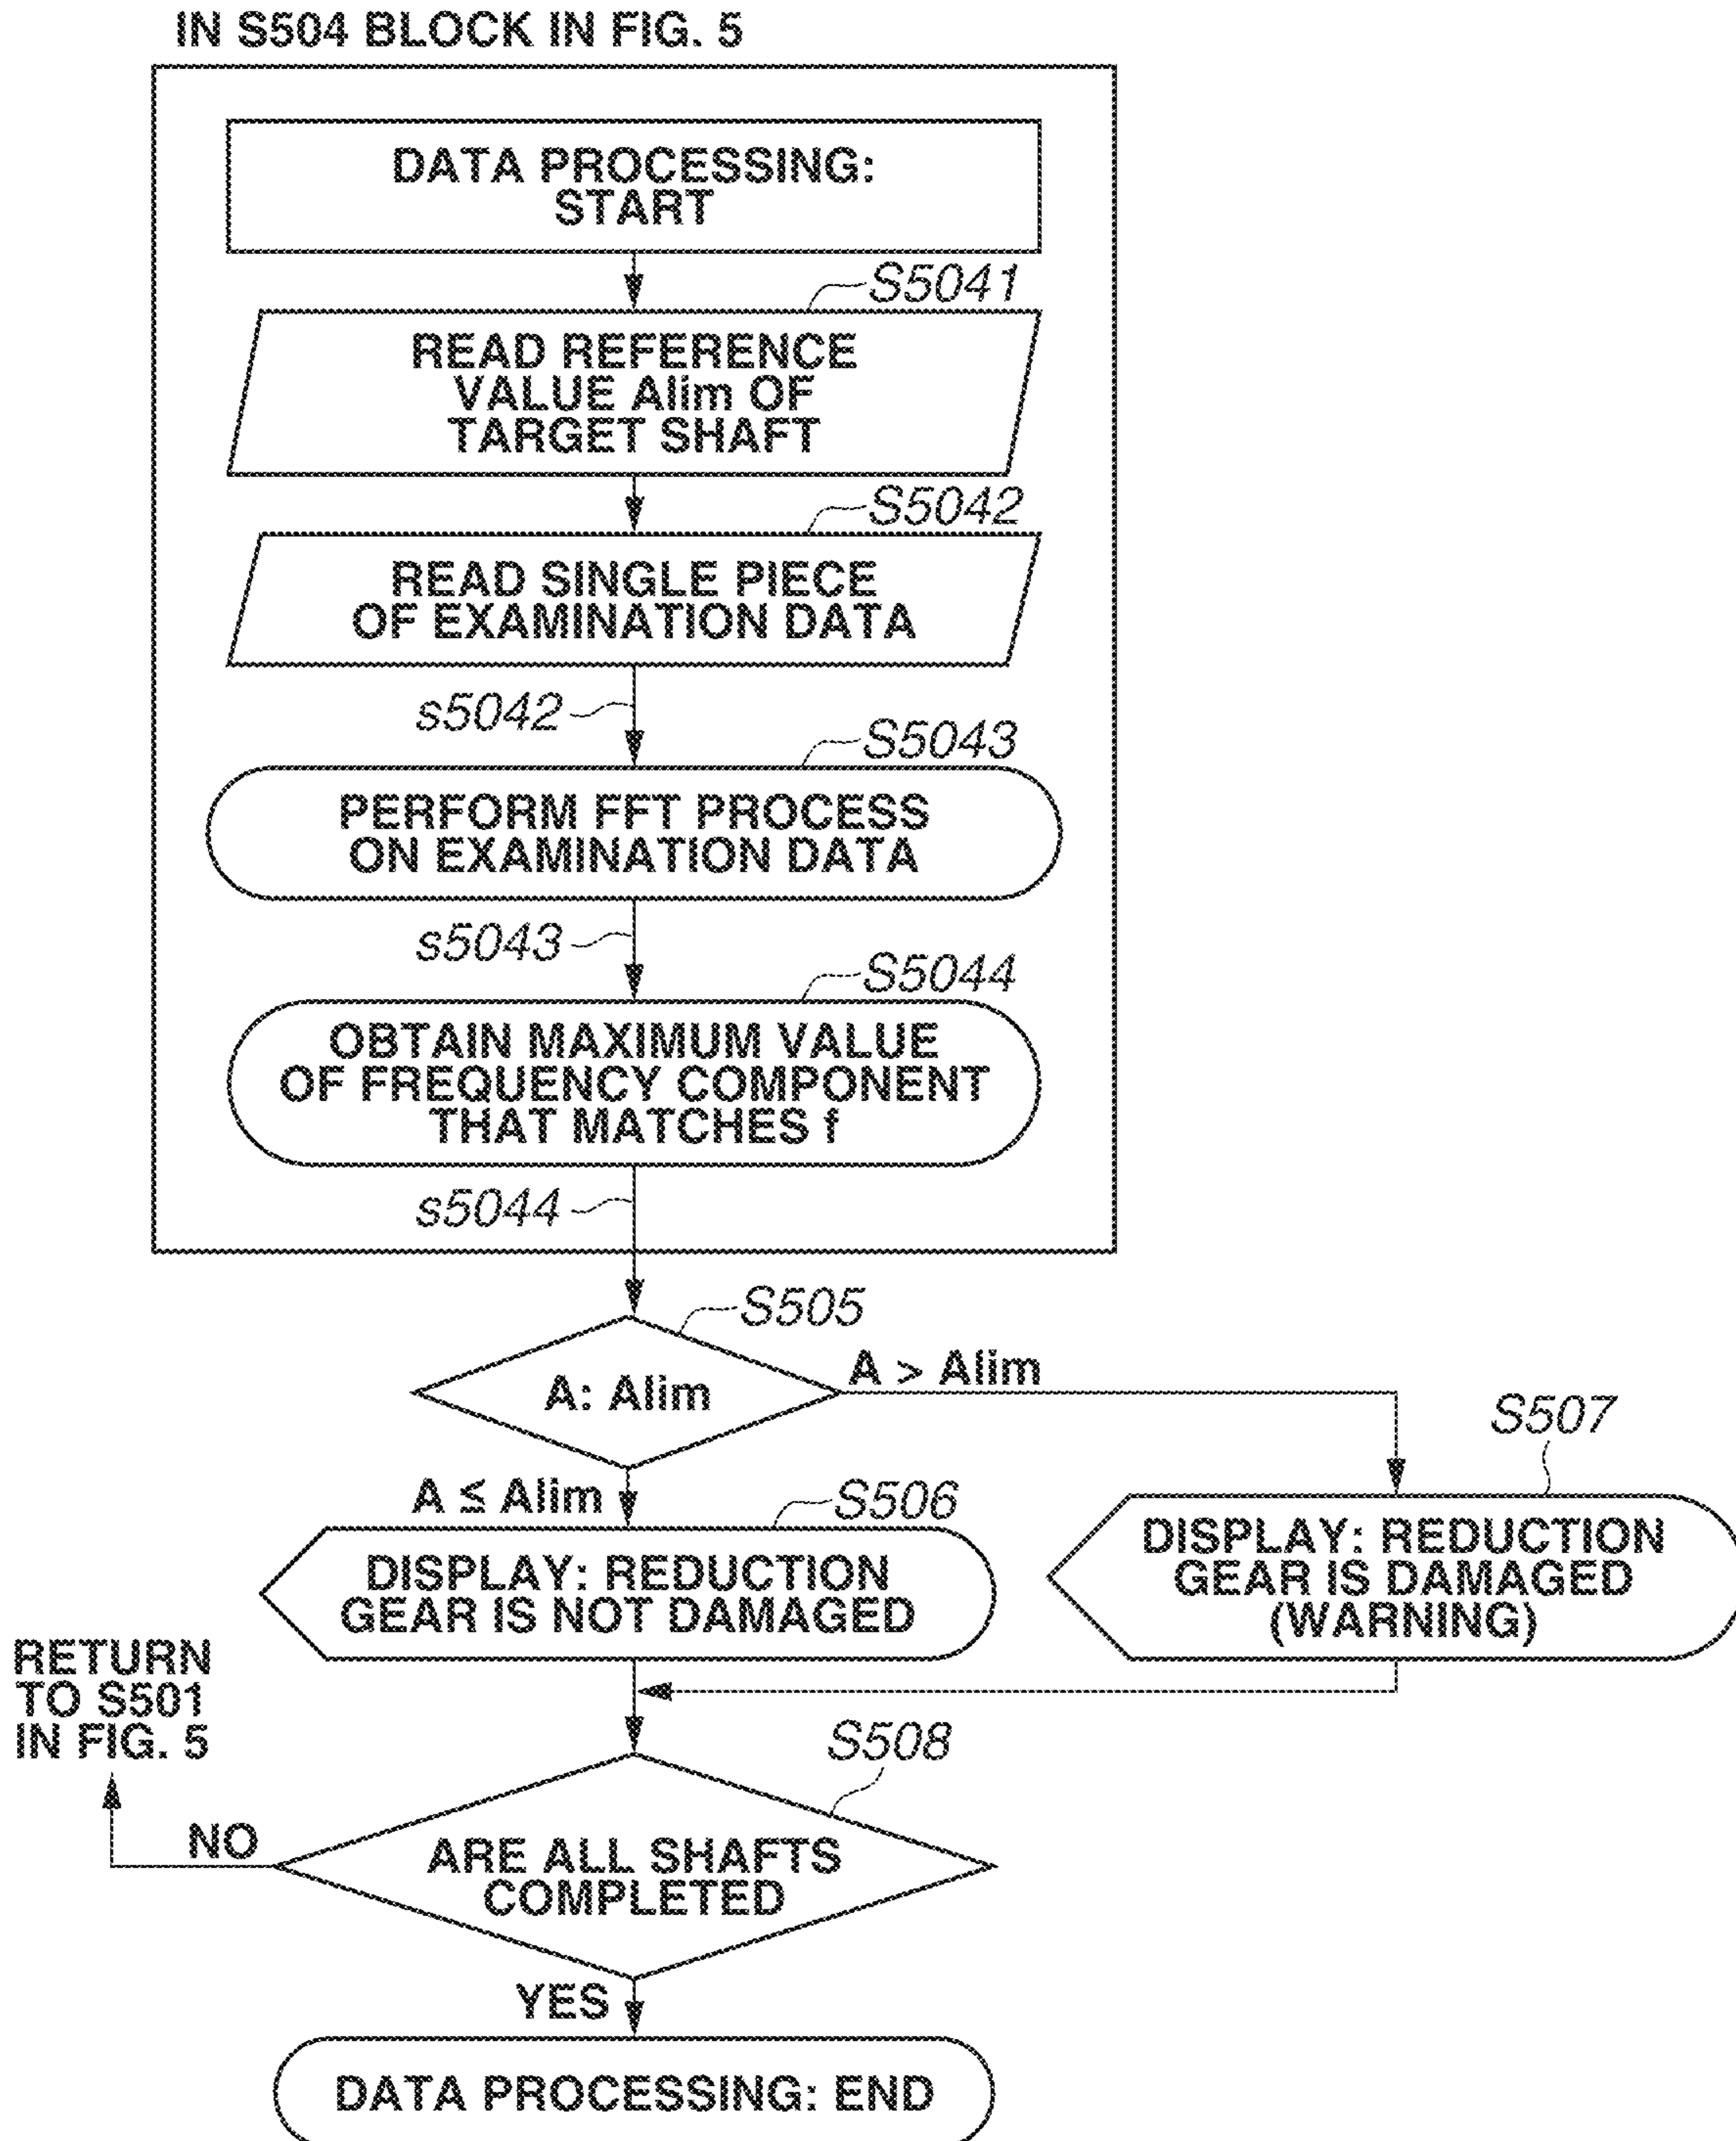 IN S504 BLOCK IN FIG. 5
DATA PROCESSING:
START
S5041
READ REFERENCE
VALUE Alim OF
TARGET SHAFT
S5042
READ SINGLE PIECE
OF EXAMINATION DATA
s5042
S5043
PERFORM FFT PROCESS
ON EXAMINATION DATA
s5043
S5044
OBTAIN MAXIMUM VALUE
OF FREQUENCY COMPONENT
THAT MATCHES f
s5044
S505
A: Alim
A > Alim
S507
A ≤ Alim
S506
DISPLAY: REDUCTION
GEAR IS NOT DAMAGED
DISPLAY: REDUCTION
GEAR IS DAMAGED
(WARNING)
RETURN
TO S501
IN FIG. 5
S508
NO
ARE ALL SHAFTS
COMPLETED
YES
DATA PROCESSING: END